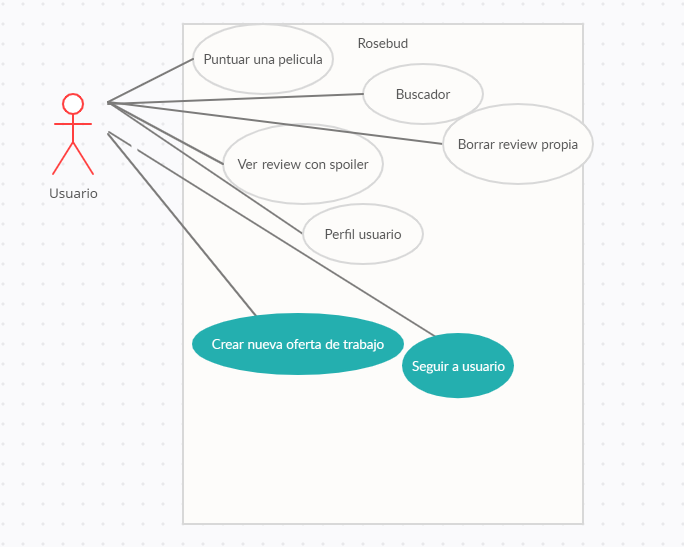 Rosebud
Puntuar una pelicula
Buscador
Borrar review propia
Ver review con spoiler
Usuario
Perfil usuario
Crear nueva oferta de trabajo
Seguir a usuario